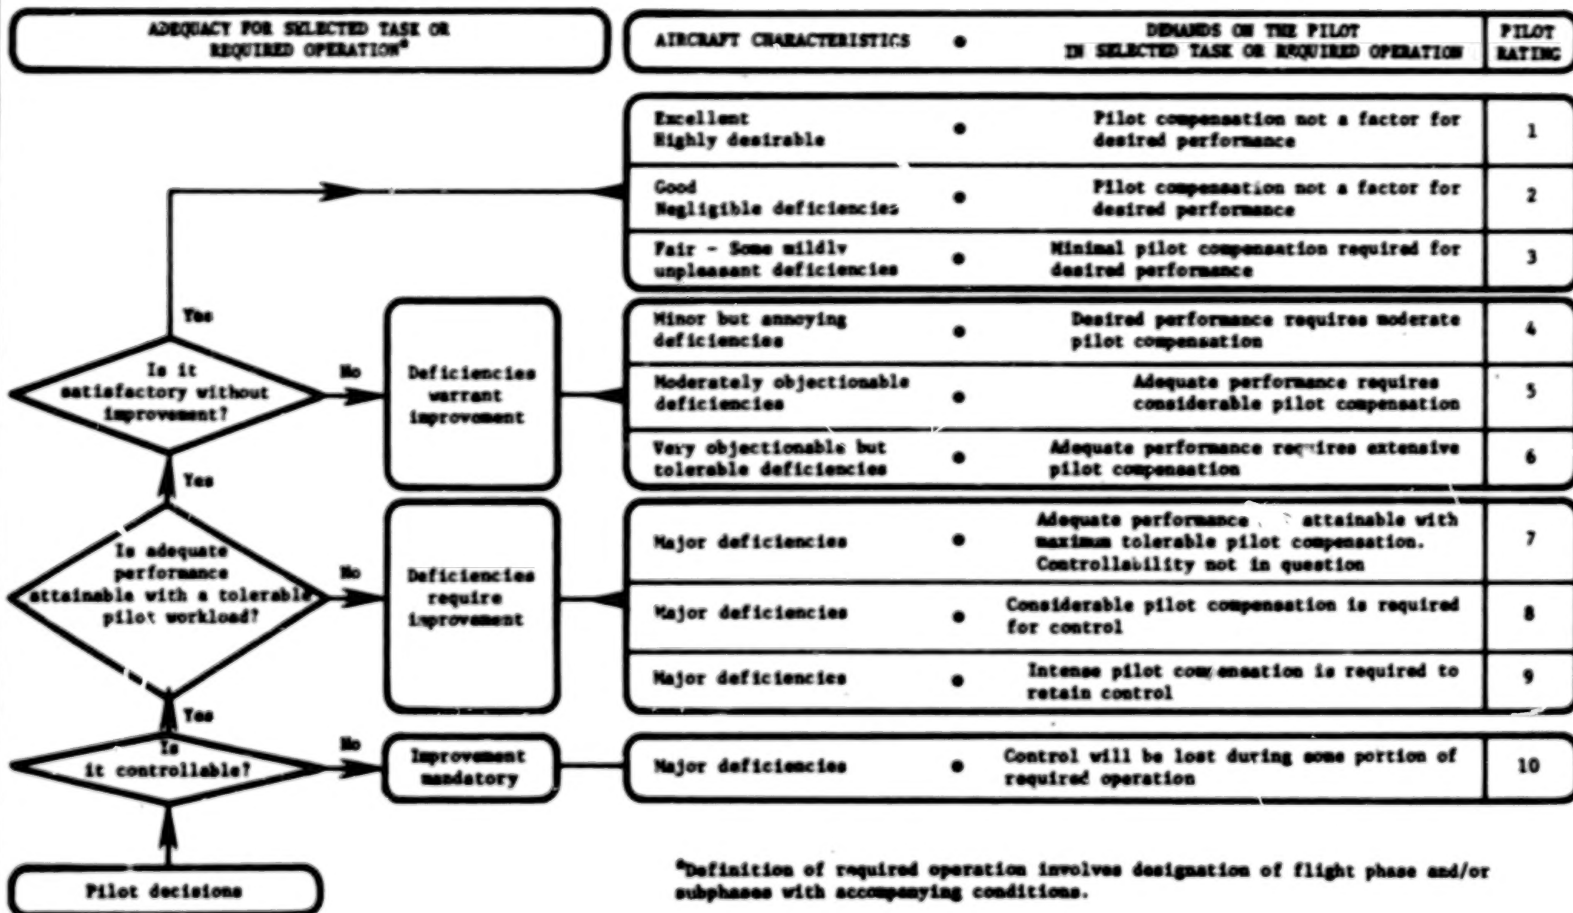 ADEQUACY FOR SELECTED TASK OR
REQUIRED OPERATION*
AIRCRAFT CHARACTERISTICS •
DEMANDS ON THE PILOT
IN SELECTED TASK OR REQUIRED OPERATION
PILOT
RATING
Excellent
Highly desirable
•
Pilot compensation not a factor for
desired performance
1
Good
Negligible deficiencies
•
Pilot compensation not a factor for
desired performance
2
Fair - Some mildly
unpleasant deficiencies
•
Minimal pilot compensation required for
desired performance
3
Yes
Is it
satisfactory without
improvement?
No
Deficiencies
warrant
improvement
Minor but annoying
deficiencies
•
Desired performance requires moderate
pilot compensation
4
Moderately objectionable
deficiencies
•
Adequate performance requires
considerable pilot compensation
5
Very objectionable but
tolerable deficiencies
•
Adequate performance requires extensive
pilot compensation
6
Yes
Is adequate
performance
attainable with a tolerable
pilot workload?
No
Deficiencies
require
improvement
Major deficiencies
•
Adequate performance attainable with
maximum tolerable pilot compensation.
Controllability not in question
7
Major deficiencies
•
Considerable pilot compensation is required
for control
8
Major deficiencies
•
Intense pilot compensation is required to
retain control
9
Yes
Is
it controllable?
No
Improvement
mandatory
Major deficiencies
•
Control will be lost during some portion of
required operation
10
Pilot decisions
*Definition of required operation involves designation of flight phase and/or
subphases with accompanying conditions.